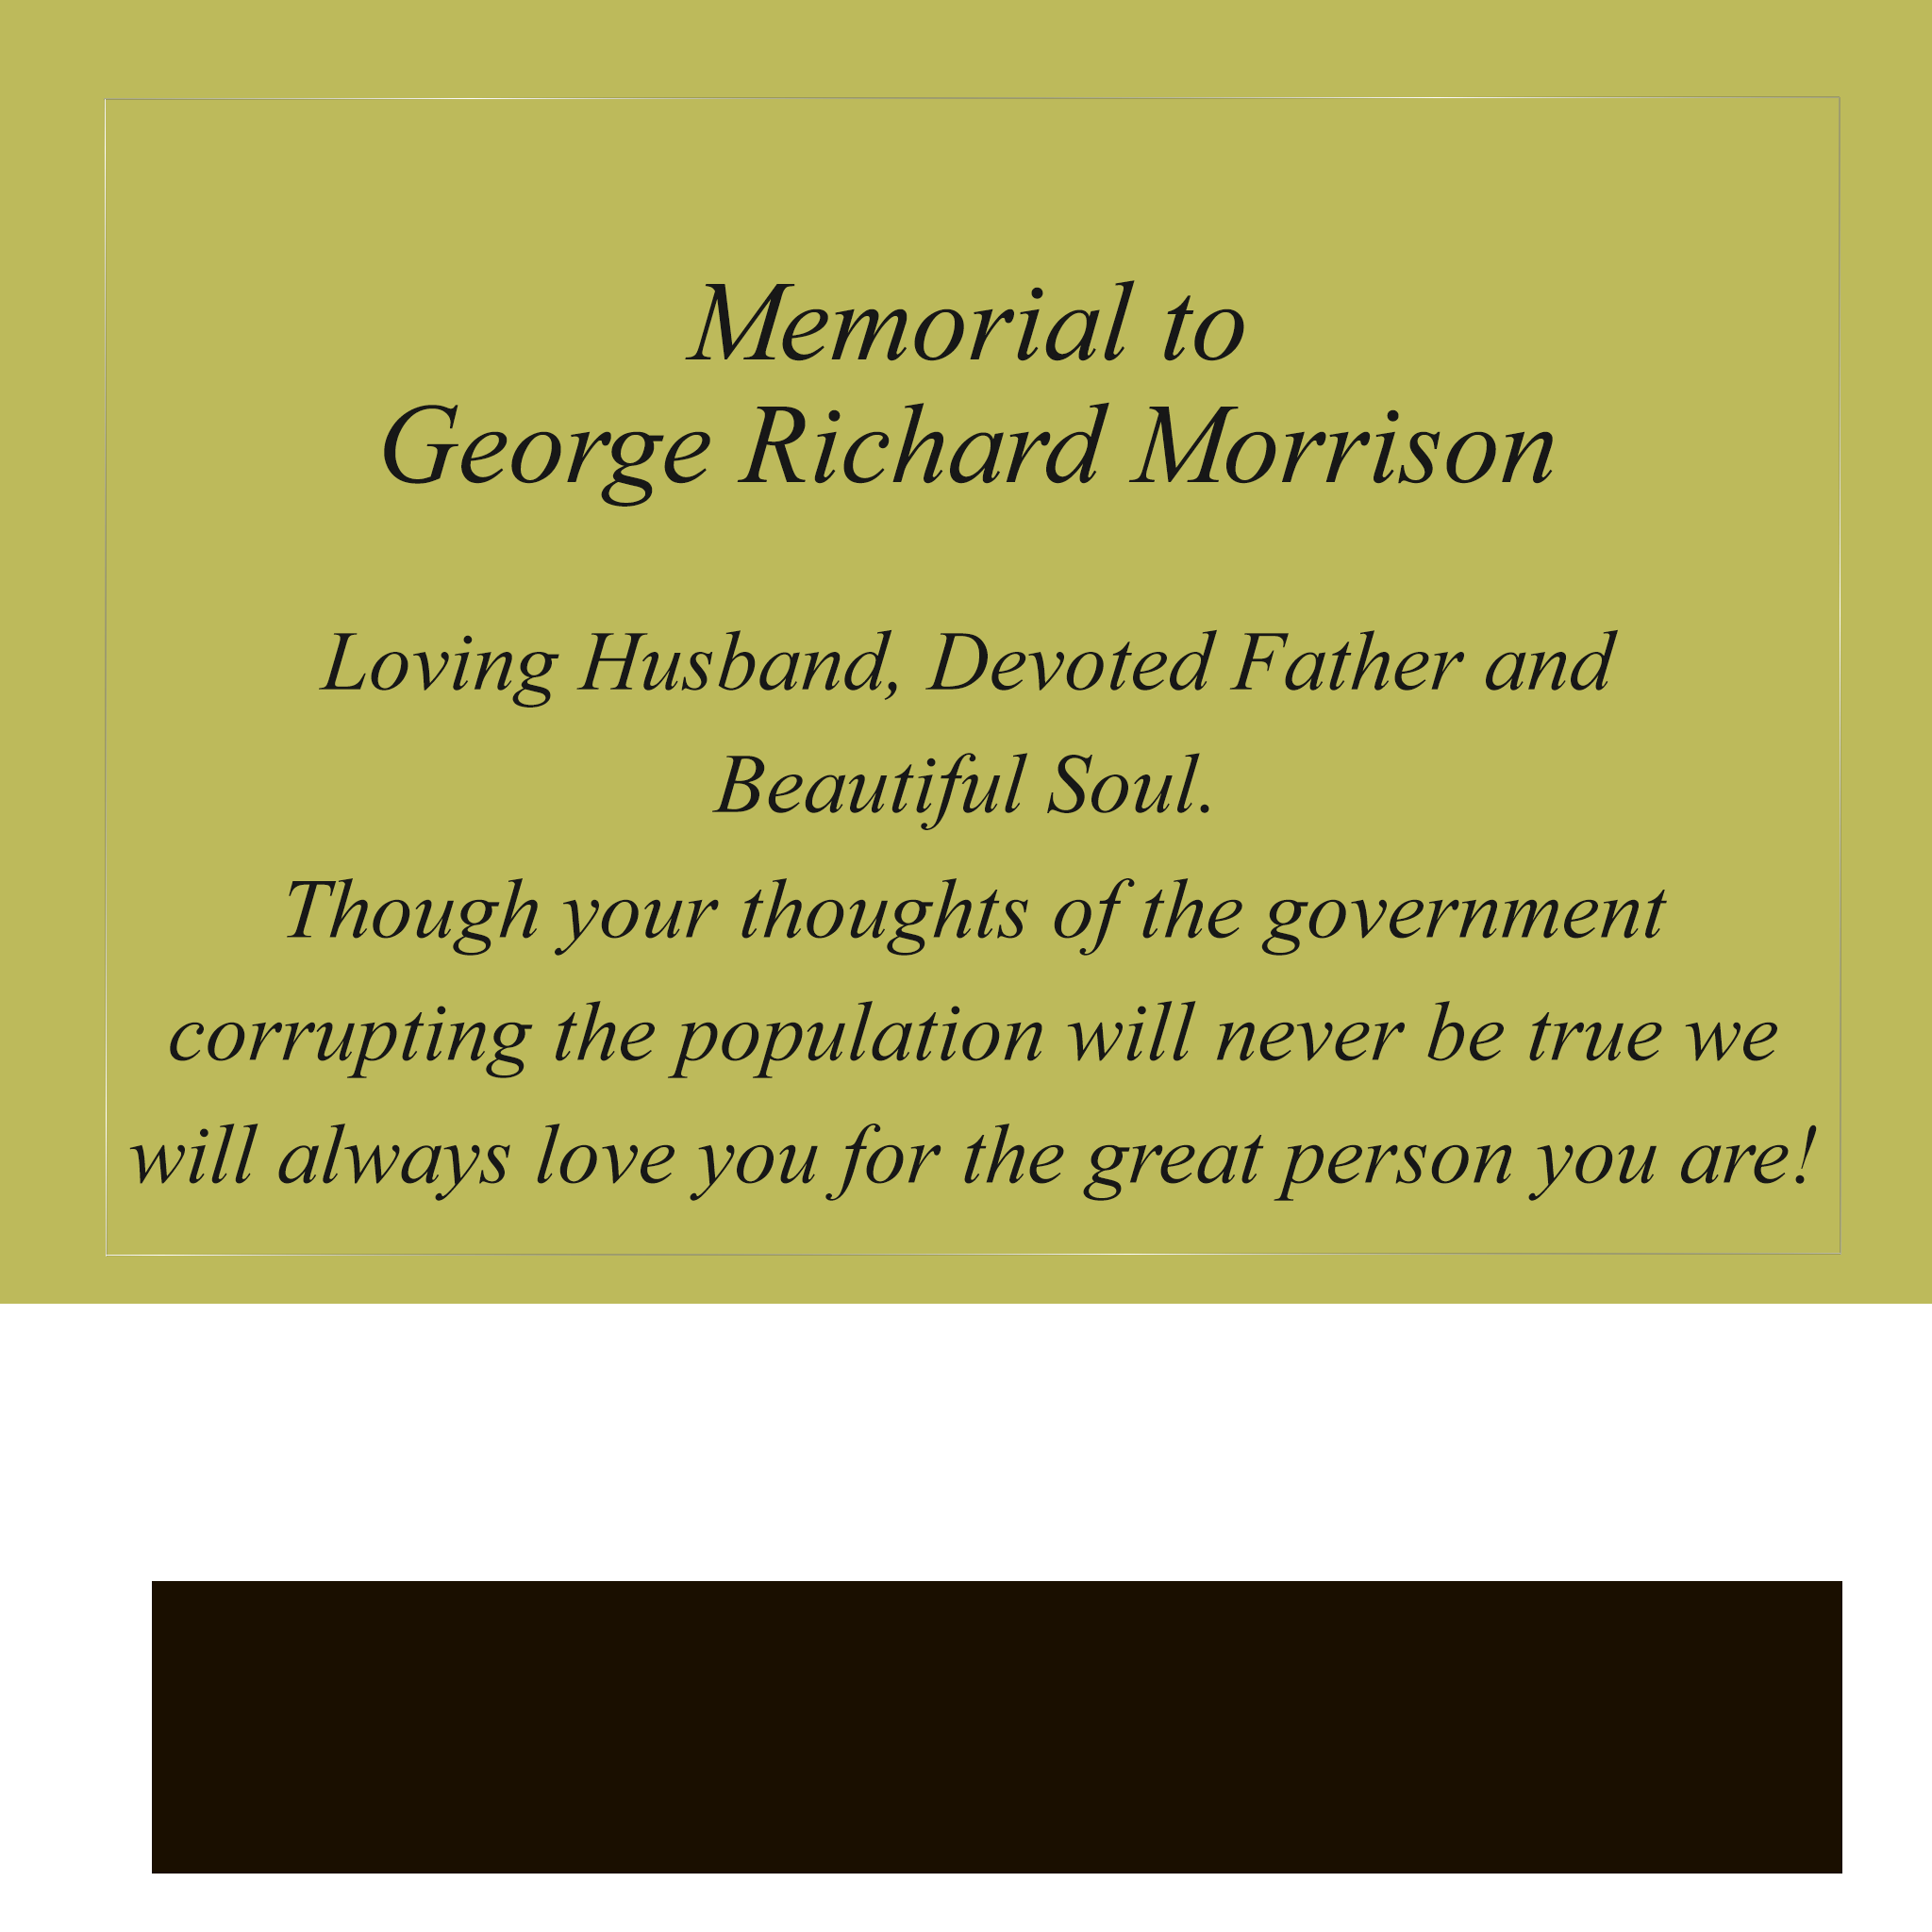 Memorial to
George Richard Morrison
Loving Husband, Devoted Father and
Beautiful Soul.
Though your thoughts of the government
corrupting the population will never be true we
will always love you for the great person you are!